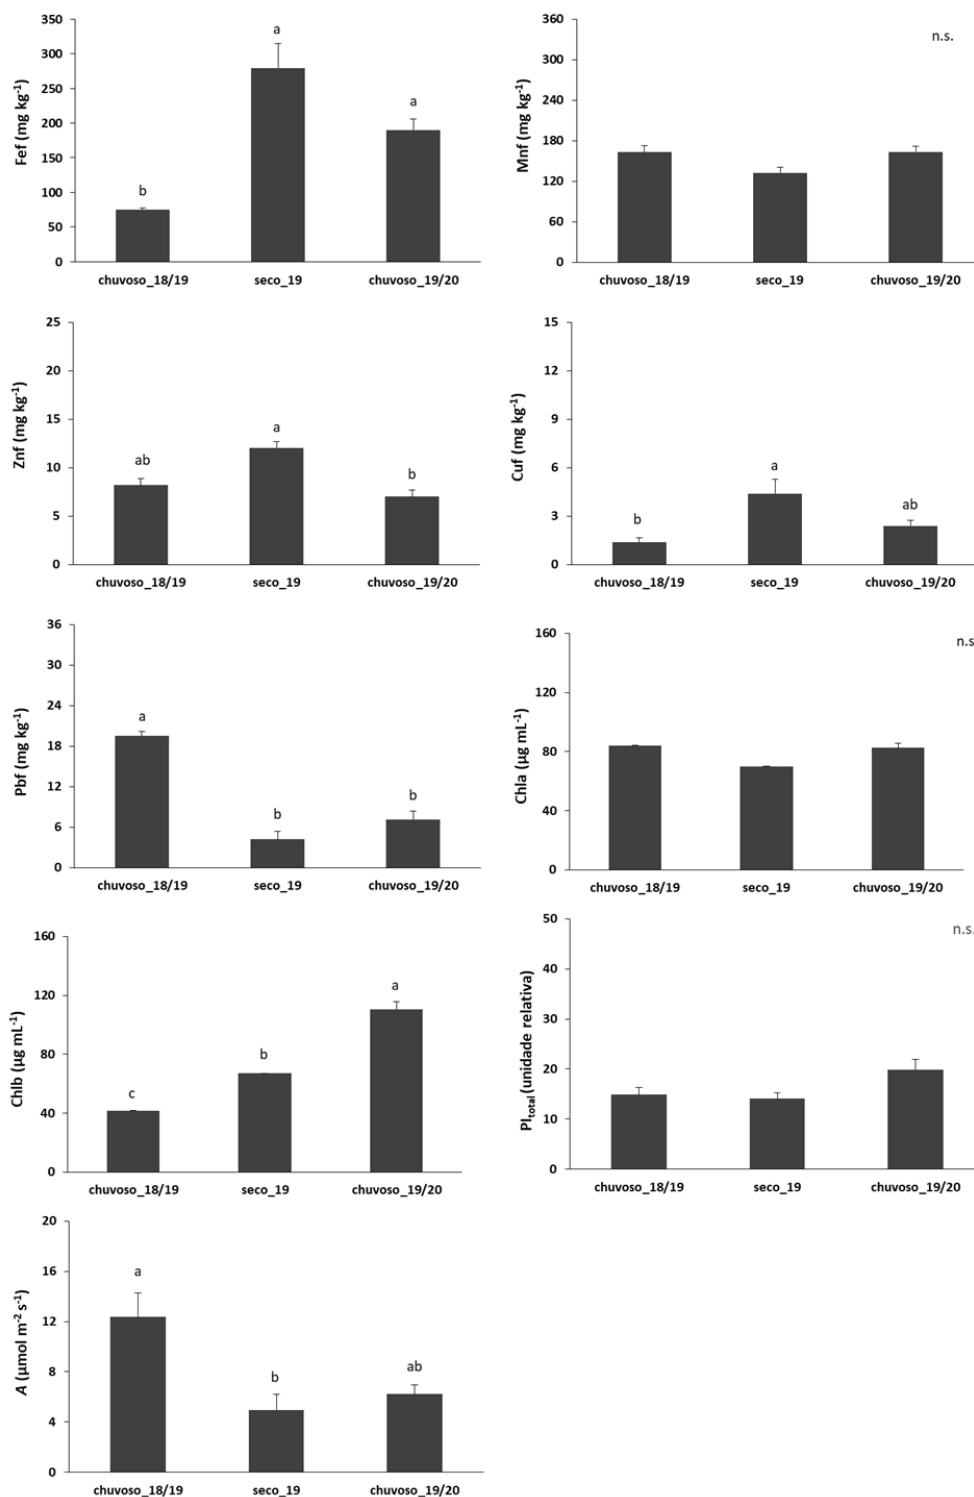 Fef (mg kg⁻¹)
350
300
250
200
150
100
50
0
b
a
a
chuvoso_18/19 seco_19 chuvoso_19/20
Mnf (mg kg⁻¹)
360
300
240
180
120
60
0
n.s.
chuvoso_18/19 seco_19 chuvoso_19/20
Znf (mg kg⁻¹)
25
20
15
10
5
0
ab
a
b
chuvoso_18/19 seco_19 chuvoso_19/20
Cuf (mg kg⁻¹)
15
12
9
6
3
0
b
a
ab
chuvoso_18/19 seco_19 chuvoso_19/20
Pbf (mg kg⁻¹)
36
30
24
18
12
6
0
a
b
b
chuvoso_18/19 seco_19 chuvoso_19/20
Chla (µg mL⁻¹)
160
120
80
40
0
n.s
chuvoso_18/19 seco_19 chuvoso_19/20
Chlb (µg mL⁻¹)
160
120
80
40
0
c
b
a
chuvoso_18/19 seco_19 chuvoso_19/20
PItotal (unidade relativa)
50
40
30
20
10
0
n.s.
chuvoso_18/19 seco_19 chuvoso_19/20
A (µmol m⁻² s⁻¹)
20
16
12
8
4
0
a
b
ab
chuvoso_18/19 seco_19 chuvoso_19/20